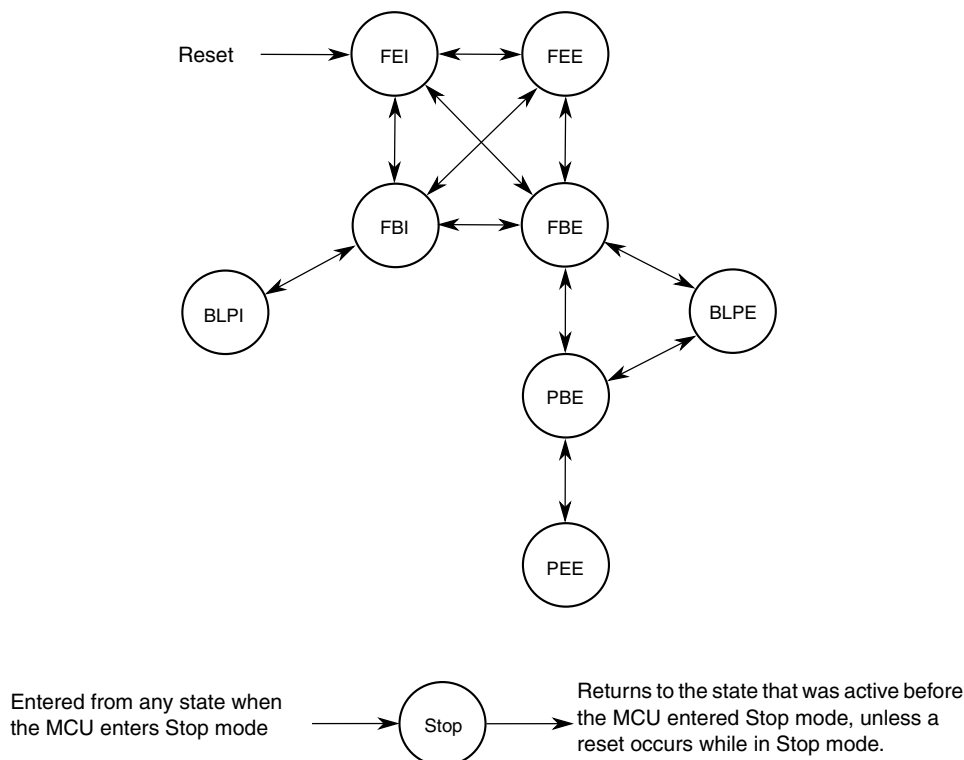 Reset
FEI
FEE
FBI
FBE
BLPI
BLPE
PBE
PEE
Entered from any state when
the MCU enters Stop mode
Stop
Returns to the state that was active before
the MCU entered Stop mode, unless a
reset occurs while in Stop mode.